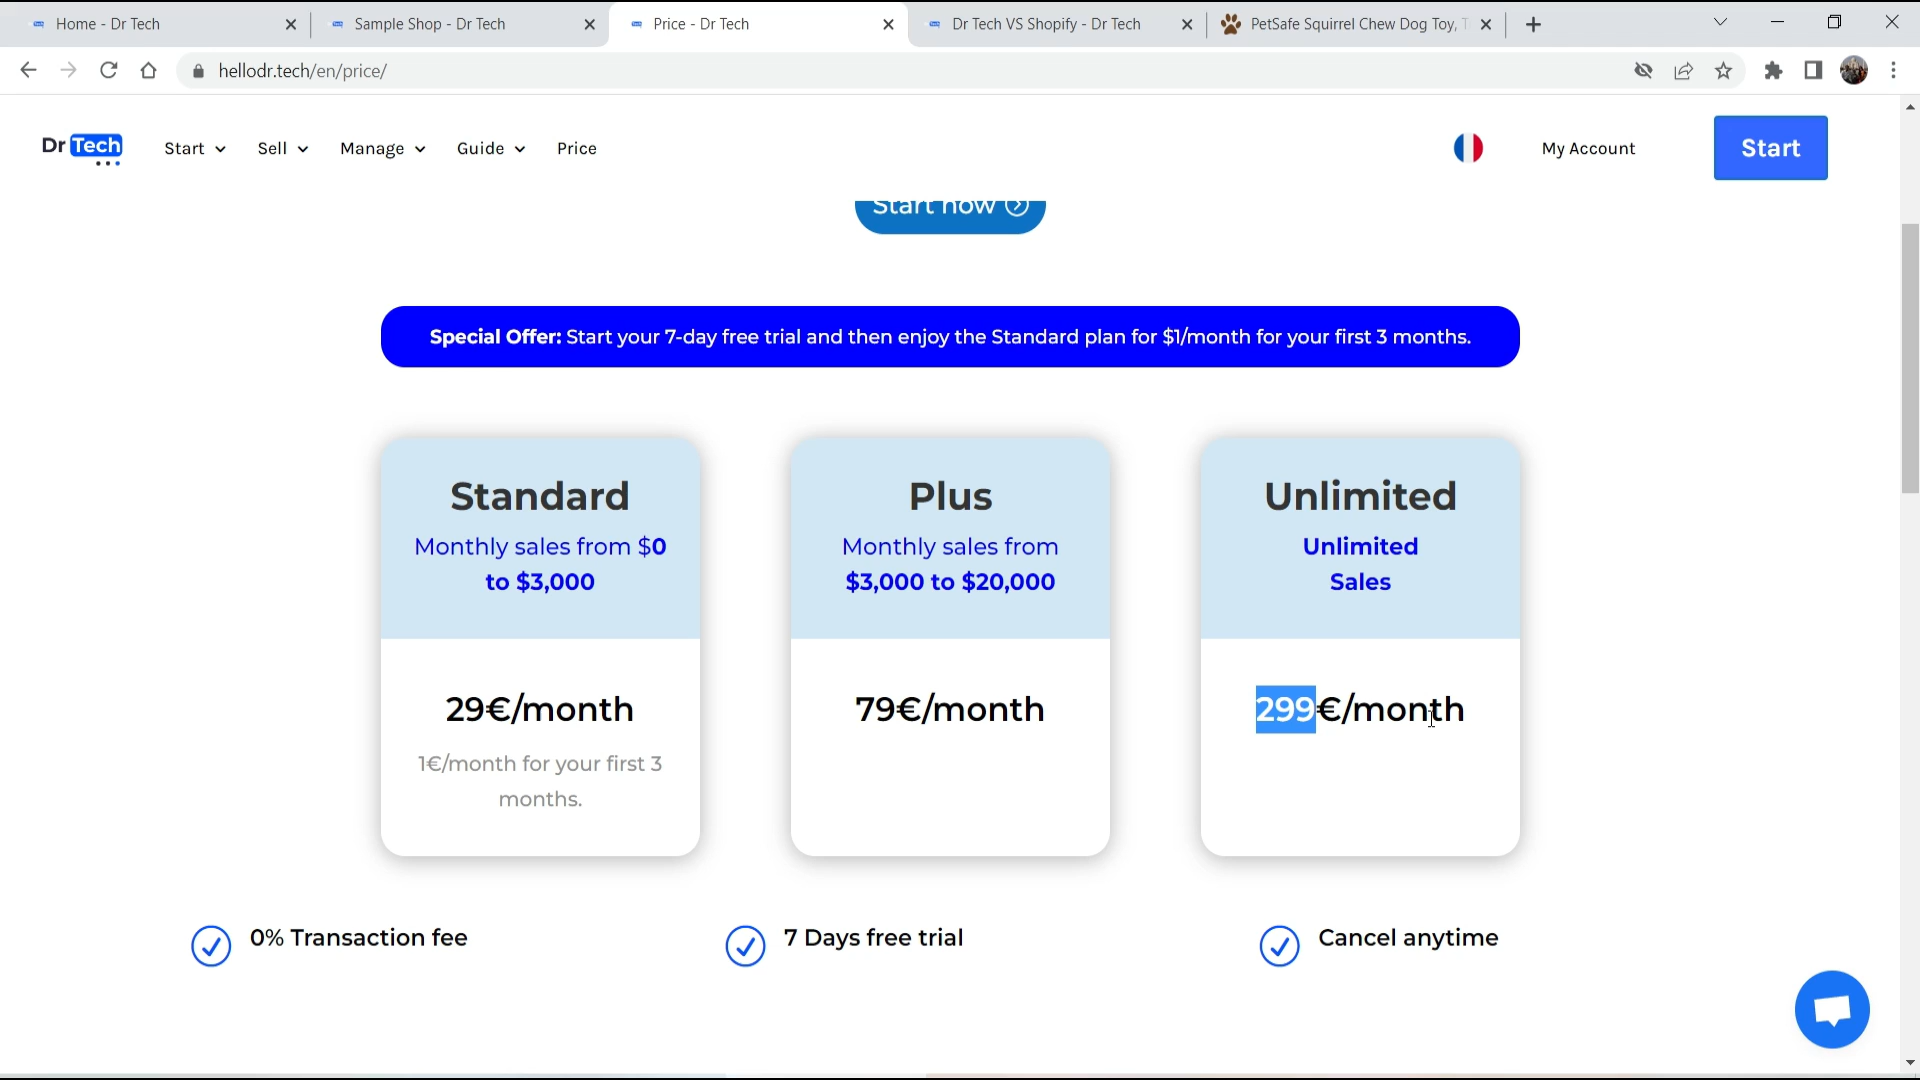 Home - Dr Tech
Sample Shop - Dr Tech
Price - Dr Tech
Dr Tech VS Shopify - Dr Tech
PetSafe Squirrel Chew Dog Toy,
hellodr.tech/en/price/
Dr Tech
Start
Sell
Manage
Guide
Price
My Account
Start
Start now
Special Offer: Start your 7-day free trial and then enjoy the Standard plan for $1/month for your first 3 months.
Standard
Monthly sales from $0
to $3,000
29€/month
1€/month for your first 3
months.
Plus
Monthly sales from
$3,000 to $20,000
79€/month
Unlimited
Unlimited
Sales
299€/month
0% Transaction fee
7 Days free trial
Cancel anytime